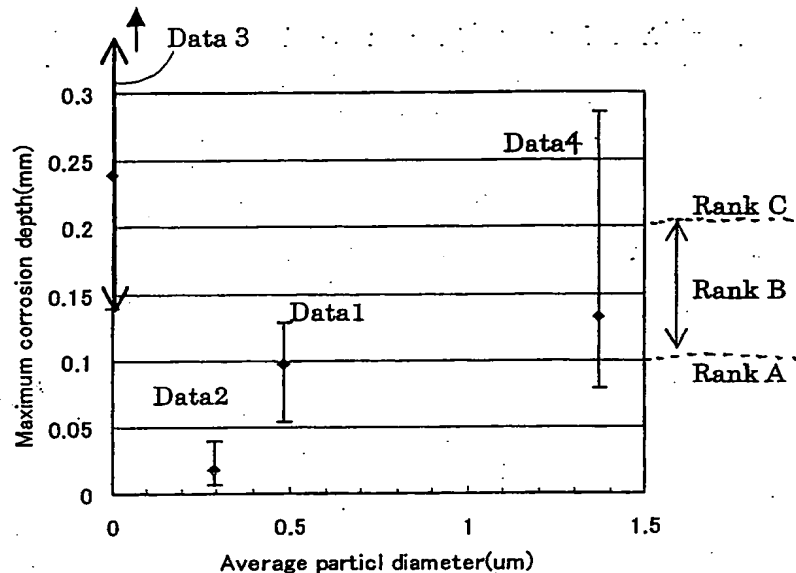 Data 3
0.3
0.25
0.2
0.15
0.1
0.05
0
Maximum corrosion depth(mm)
Data4
Data1
Data2
Rank C
Rank B
Rank A
0
0.5
1
1.5
Average particl diameter(um)